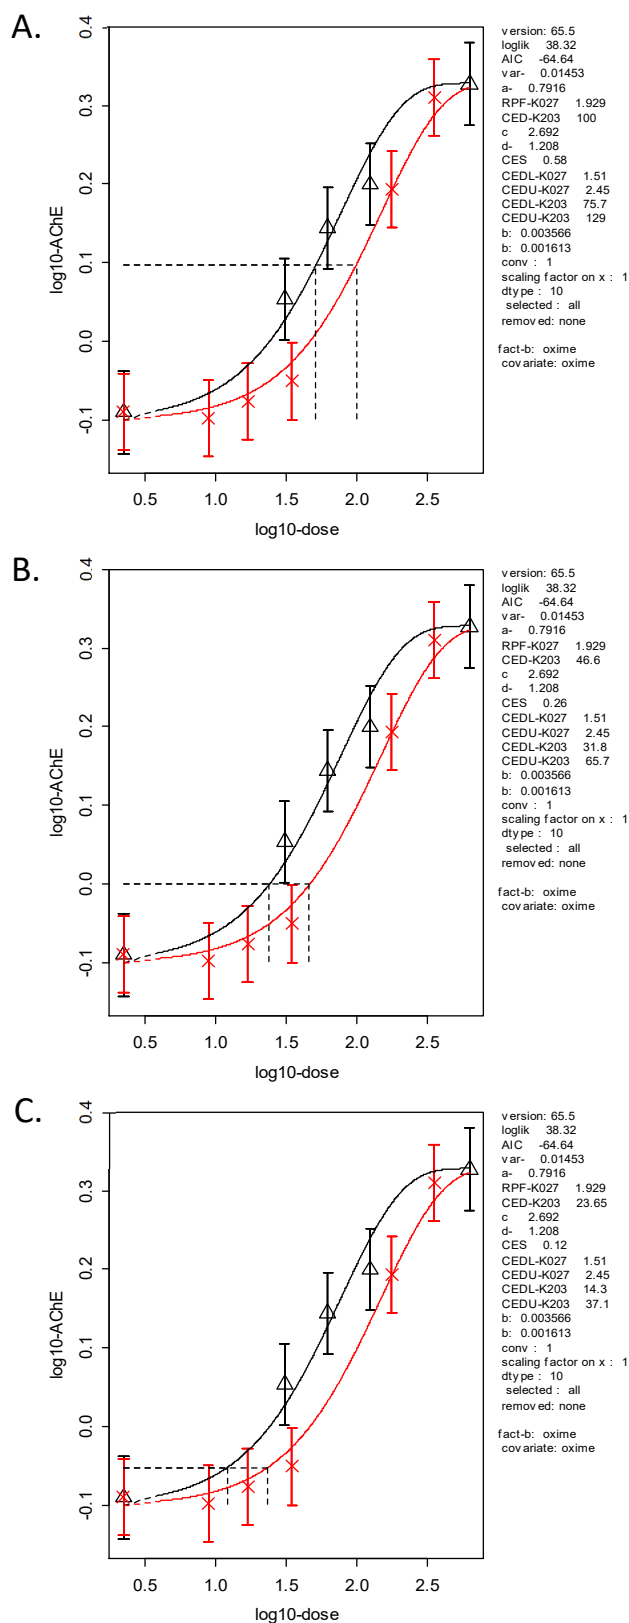 A.
0.4
0.3
0.2
0.1
0.0
-0.1
log10-AChE
0.5 1.0 1.5 2.0 2.5
log10-dose
version: 65.5
loglik 38.32
AIC -64.64
var- 0.01453
a- 0.7916
RPF-K027 1.929
CED-K203 100
c 2.692
d- 1.208
CES 0.58
CEDL-K027 1.51
CEDU-K027 2.45
CEDL-K203 75.7
CEDU-K203 129
b: 0.003566
b: 0.001613
conv : 1
scaling factor on x : 1
dtype : 10
selected : all
removed: none
fact-b: oxime
covariate: oxime
B.
0.4
0.3
0.2
0.1
0.0
-0.1
log10-AChE
0.5 1.0 1.5 2.0 2.5
log10-dose
version: 65.5
loglik 38.32
AIC -64.64
var- 0.01453
a- 0.7916
RPF-K027 1.929
CED-K203 46.6
c 2.692
d- 1.208
CES 0.26
CEDL-K027 1.51
CEDU-K027 2.45
CEDL-K203 31.8
CEDU-K203 65.7
b: 0.003566
b: 0.001613
conv : 1
scaling factor on x : 1
dtype : 10
selected : all
removed: none
fact-b: oxime
covariate: oxime
C.
0.4
0.3
0.2
0.1
0.0
-0.1
log10-AChE
0.5 1.0 1.5 2.0 2.5
log10-dose
version: 65.5
loglik 38.32
AIC -64.64
var- 0.01453
a- 0.7916
RPF-K027 1.929
CED-K203 23.65
c 2.692
d- 1.208
CES 0.12
CEDL-K027 1.51
CEDU-K027 2.45
CEDL-K203 14.3
CEDU-K203 37.1
b: 0.003566
b: 0.001613
conv : 1
scaling factor on x : 1
dtype : 10
selected : all
removed: none
fact-b: oxime
covariate: oxime